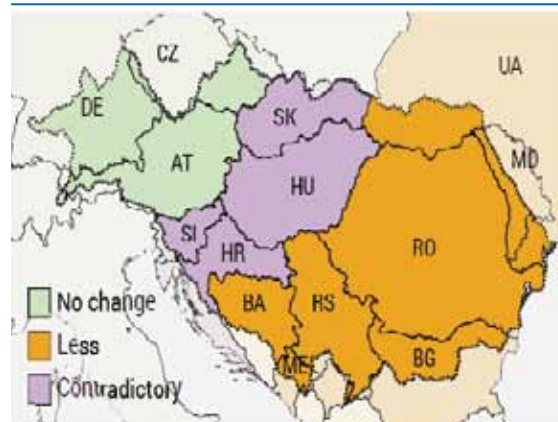 CZ
UA
DE
SK
MD
AT
HU
SI
RO
HR
BA
RS
ME
BG
No change
Less
Contradictory